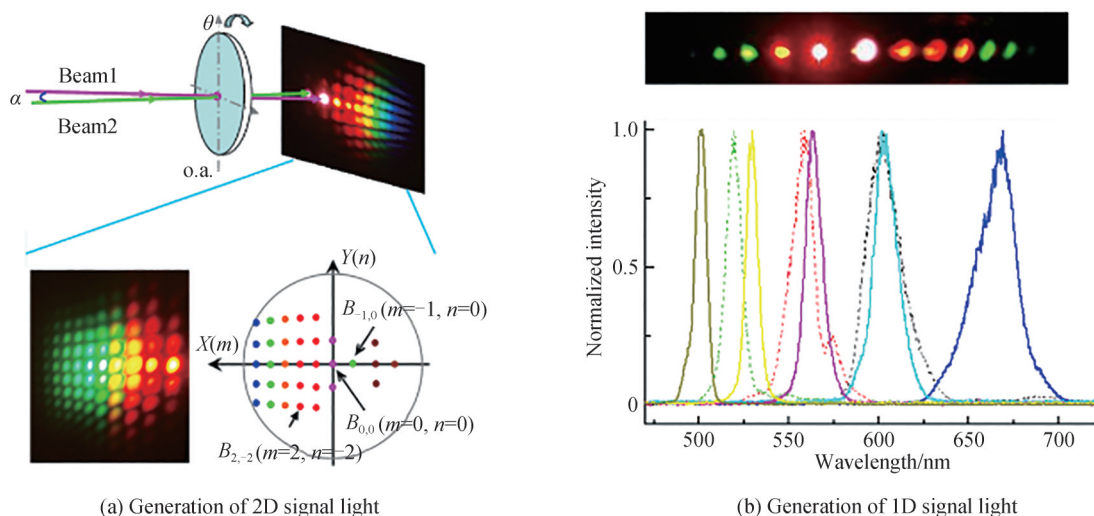 θ
Beam1
α
Beam2
o.a.
Y(n)
B−1,0 (m=−1, n=0)
X(m)
B0,0 (m=0, n=0)
B2,−2 (m=2, n=−2)
(a) Generation of 2D signal light
1.0
0.5
0
Normalized intensity
500 550 600 650 700
Wavelength/nm
(b) Generation of 1D signal light